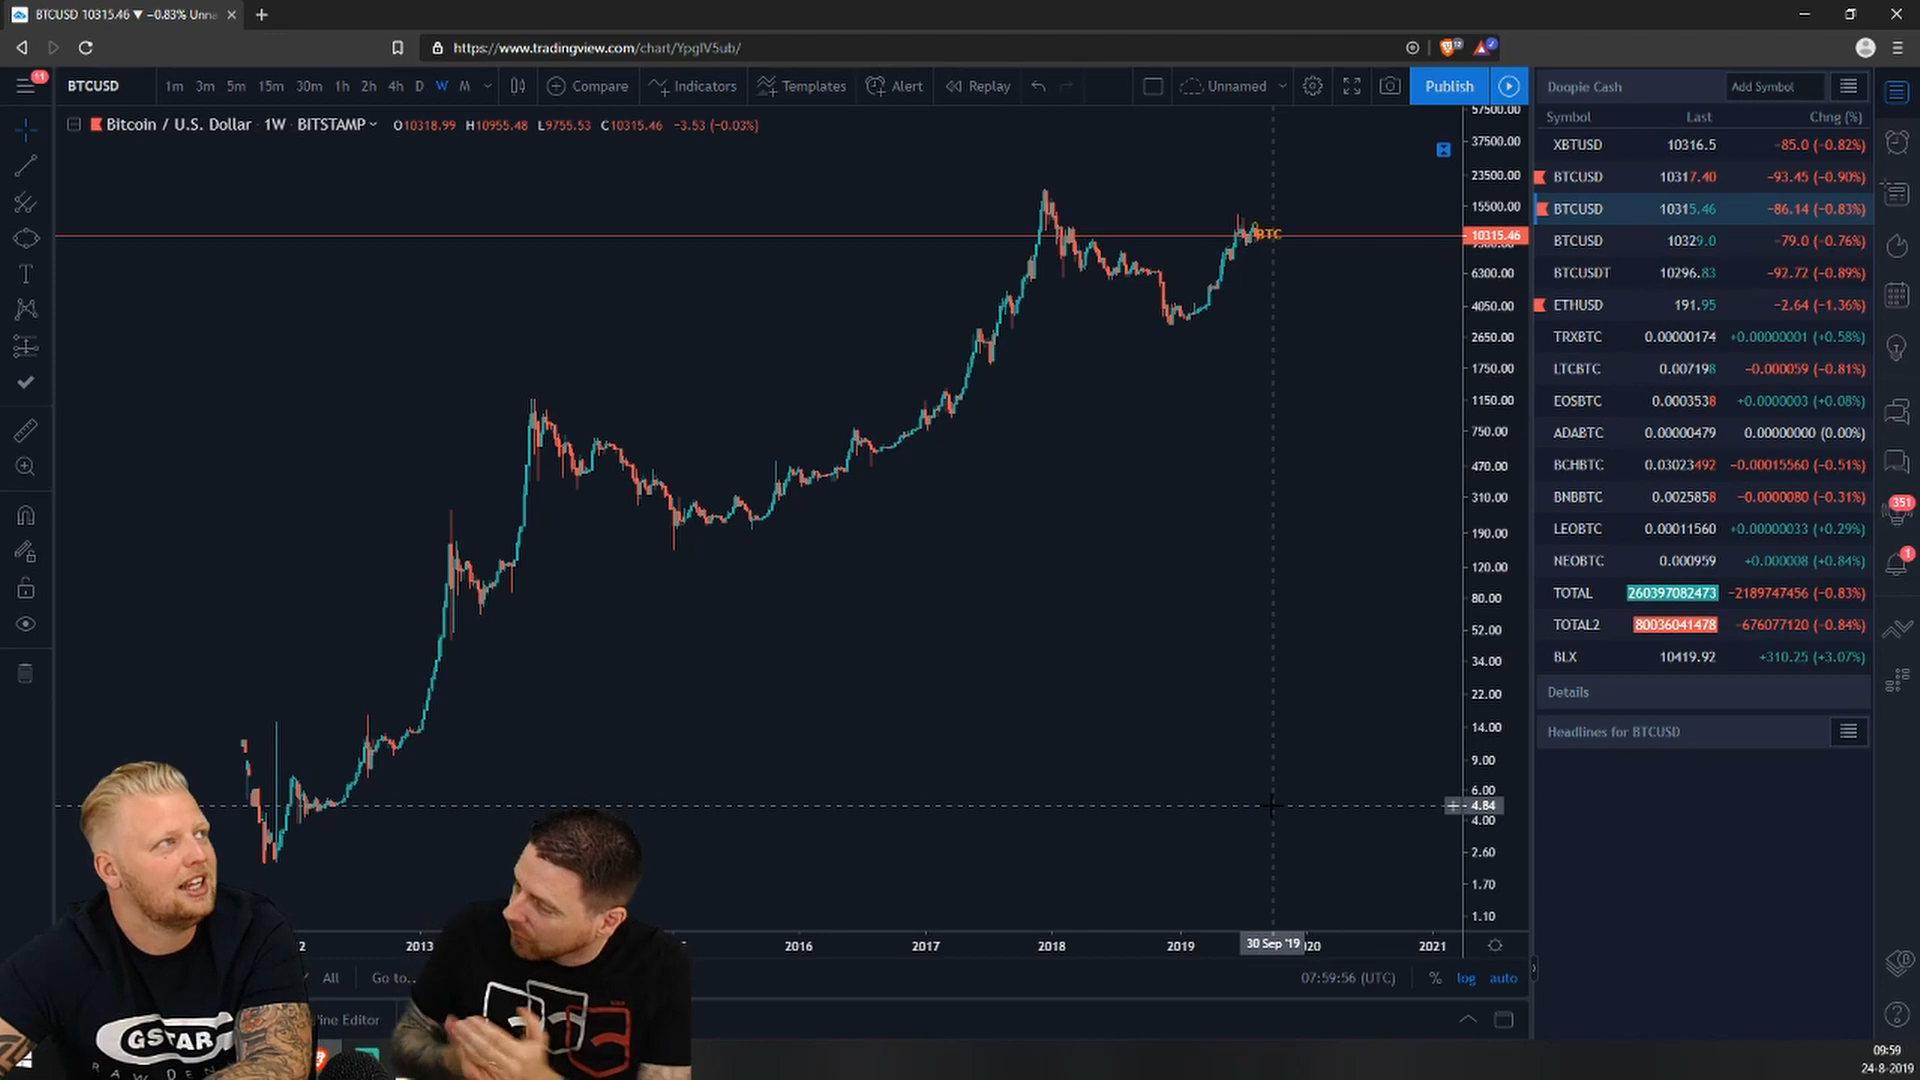 BTCUSD 10315.46 ▼ −0.83% Unna
https://www.tradingview.com/chart/YpglV5ub/
11
BTCUSD 1m 3m 5m 15m 30m 1h 2h 4h D W M Compare Indicators Templates Alert Replay Unnamed Publish
Bitcoin / U.S. Dollar · 1W · BITSTAMP O10318.99 H10955.48 L9755.53 C10315.46 −3.53 (−0.03%)
57500.00
37500.00
23500.00
15500.00
BTC
10315.46
6300.00
4050.00
2650.00
1750.00
1150.00
750.00
470.00
310.00
190.00
120.00
80.00
52.00
34.00
22.00
14.00
9.00
6.00
4.84
4.00
2.60
1.70
1.10
2 2013 2016 2017 2018 2019 30 Sep '19 020 2021
All Go to.. 07:59:56 (UTC) % log auto
ine Editor
Doopie Cash Add Symbol
Symbol Last Chng (%)
XBTUSD 10316.5 −85.0 (−0.82%)
BTCUSD 10317.40 −93.45 (−0.90%)
BTCUSD 10315.46 −86.14 (−0.83%)
BTCUSD 10329.0 −79.0 (−0.76%)
BTCUSDT 10296.83 −92.72 (−0.89%)
ETHUSD 191.95 −2.64 (−1.36%)
TRXBTC 0.00000174 +0.00000001 (+0.58%)
LTCBTC 0.007198 −0.000059 (−0.81%)
EOSBTC 0.0003538 +0.0000003 (+0.08%)
ADABTC 0.00000479 0.00000000 (0.00%)
BCHBTC 0.03023492 −0.00015560 (−0.51%)
BNBBTC 0.0025858 −0.0000080 (−0.31%)
LEOBTC 0.00011560 +0.00000033 (+0.29%)
NEOBTC 0.000959 +0.000008 (+0.84%)
TOTAL 260397082473 −2189747456 (−0.83%)
TOTAL2 80036041478 −676077120 (−0.84%)
BLX 10419.92 +310.25 (+3.07%)
Details
Headlines for BTCUSD
351
1
GSTAR
RAW DEN
09:59
24-8-2019